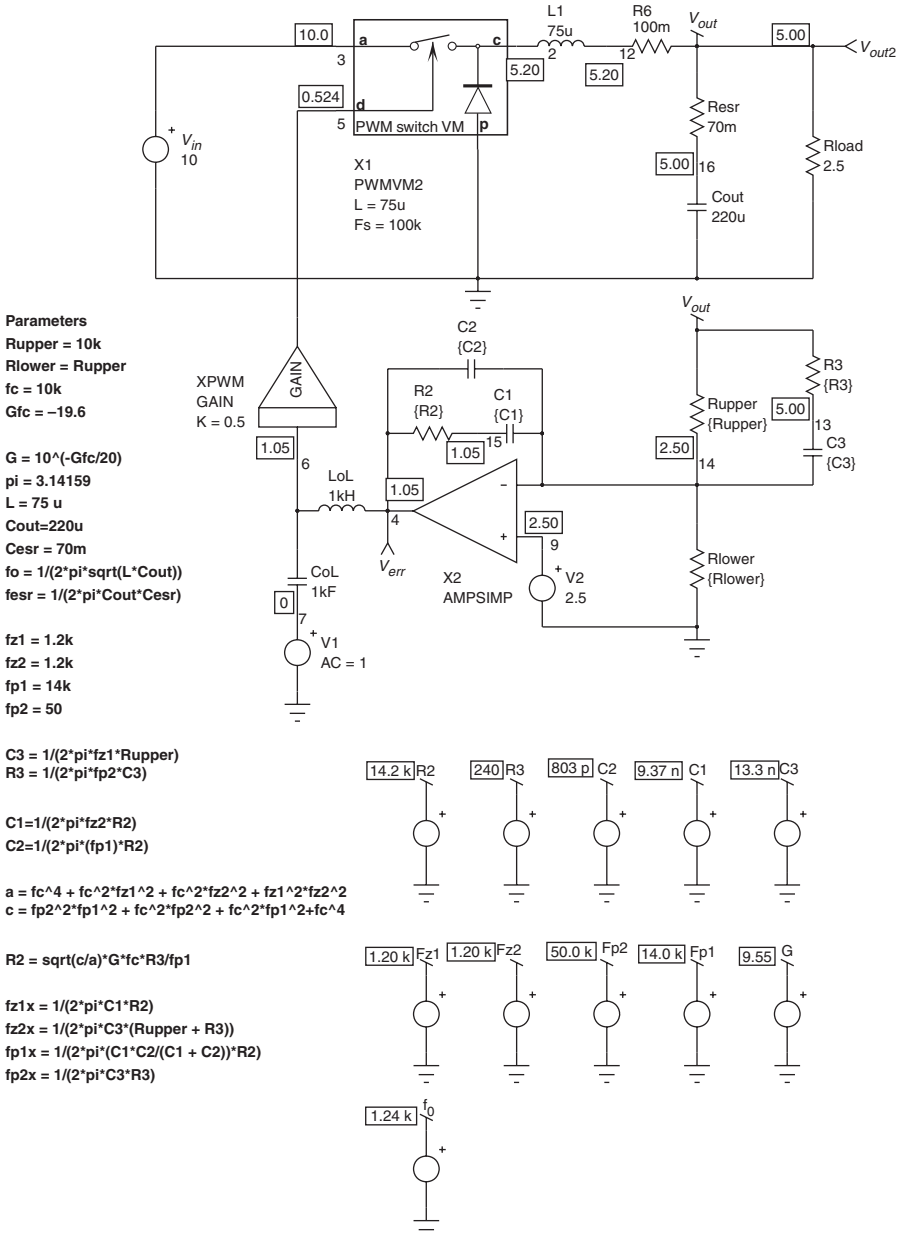 L1
75u
2
R6
100m
12
Vout
5.00
Vout2
10.0
3
a
c
5.20
5.20
0.524
5
d
PWM switch VM
p
+
Vin
10
X1
PWMVM2
L = 75u
Fs = 100k
Resr
70m
5.00
16
Cout
220u
Rload
2.5
Parameters
Rupper = 10k
Rlower = Rupper
fc = 10k
Gfc = –19.6
G = 10^(-Gfc/20)
pi = 3.14159
L = 75 u
Cout=220u
Cesr = 70m
fo = 1/(2*pi*sqrt(L*Cout))
fesr = 1/(2*pi*Cout*Cesr)
fz1 = 1.2k
fz2 = 1.2k
fp1 = 14k
fp2 = 50
C3 = 1/(2*pi*fz1*Rupper)
R3 = 1/(2*pi*fp2*C3)
C1=1/(2*pi*fz2*R2)
C2=1/(2*pi*(fp1)*R2)
a = fc^4 + fc^2*fz1^2 + fc^2*fz2^2 + fz1^2*fz2^2
c = fp2^2*fp1^2 + fc^2*fp2^2 + fc^2*fp1^2+fc^4
R2 = sqrt(c/a)*G*fc*R3/fp1
fz1x = 1/(2*pi*C1*R2)
fz2x = 1/(2*pi*C3*(Rupper + R3))
fp1x = 1/(2*pi*(C1*C2/(C1 + C2))*R2)
fp2x = 1/(2*pi*C3*R3)
XPWM
GAIN
K = 0.5
GAIN
1.05
6
LoL
1kH
1.05
4
Verr
CoL
1kF
0
7
+
V1
AC = 1
C2
{C2}
R2
{R2}
C1
{C1}
15
1.05
–
+
X2
AMPSIMP
2.50
9
+
V2
2.5
Vout
Rupper
{Rupper}
2.50
14
R3
{R3}
5.00
13
C3
{C3}
Rlower
{Rlower}
14.2 k R2
+
240 R3
+
803 p C2
+
9.37 n C1
+
13.3 n C3
+
1.20 k Fz1
+
1.20 k Fz2
+
50.0 k Fp2
+
14.0 k Fp1
+
9.55 G
+
1.24 k f0
+